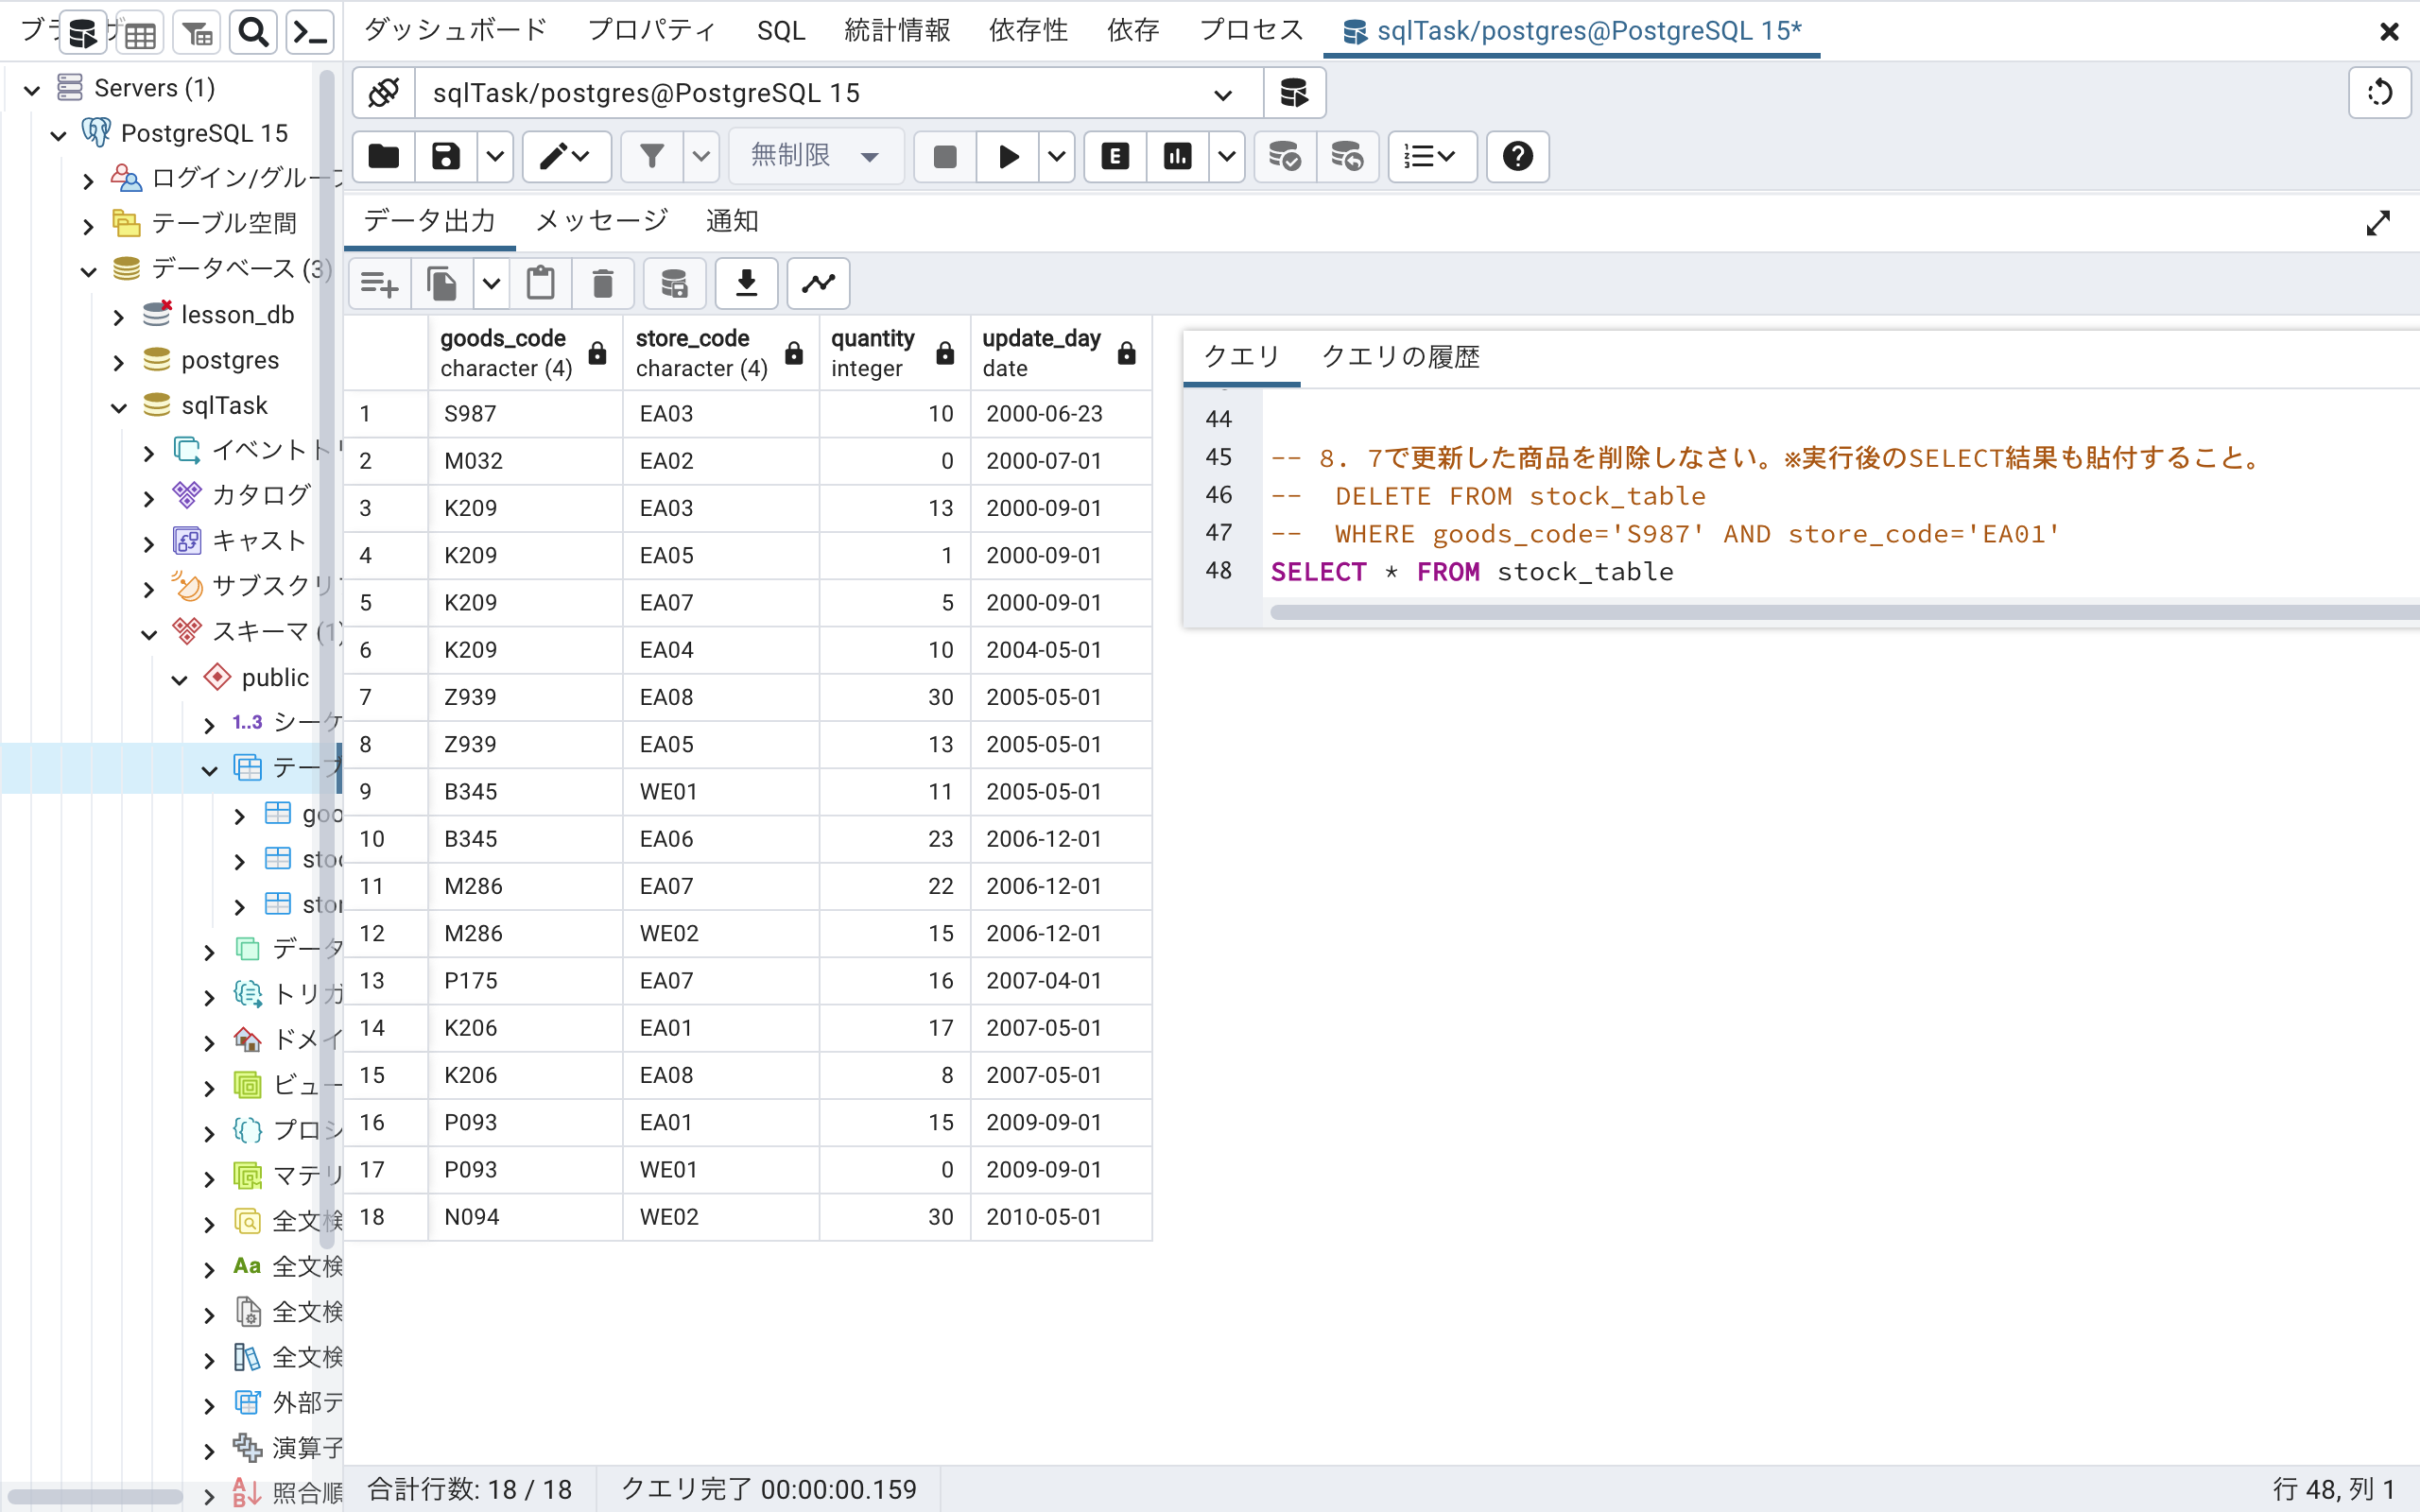 ダッシュボード プロパティ SQL 統計情報 依存性 依存 プロセス sqlTask/postgres@PostgreSQL 15*
Servers (1)
PostgreSQL 15
ログイン/グルー
テーブル空間
データベース (3)
lesson_db
postgres
sqlTask
イベントト
カタログ
キャスト
サブスクリ
スキーマ (1)
public
1..3 シーケ
テーブ
goo
stoc
stor
データ
トリガ
ドメイ
ビュー
プロシ
マテリ
全文検
Aa 全文検
全文検
全文検
外部テ
演算子
照合順
sqlTask/postgres@PostgreSQL 15
無制限
データ出力 メッセージ 通知
goods_code character (4) store_code character (4) quantity integer update_day date
1 S987 EA03 10 2000-06-23
2 M032 EA02 0 2000-07-01
3 K209 EA03 13 2000-09-01
4 K209 EA05 1 2000-09-01
5 K209 EA07 5 2000-09-01
6 K209 EA04 10 2004-05-01
7 Z939 EA08 30 2005-05-01
8 Z939 EA05 13 2005-05-01
9 B345 WE01 11 2005-05-01
10 B345 EA06 23 2006-12-01
11 M286 EA07 22 2006-12-01
12 M286 WE02 15 2006-12-01
13 P175 EA07 16 2007-04-01
14 K206 EA01 17 2007-05-01
15 K206 EA08 8 2007-05-01
16 P093 EA01 15 2009-09-01
17 P093 WE01 0 2009-09-01
18 N094 WE02 30 2010-05-01
クエリ クエリの履歴
44
45 -- 8. 7で更新した商品を削除しなさい。※実行後のSELECT結果も貼付すること。
46 -- DELETE FROM stock_table
47 -- WHERE goods_code='S987' AND store_code='EA01'
48 SELECT * FROM stock_table
合計行数: 18 / 18 クエリ完了 00:00:00.159 行 48, 列 1